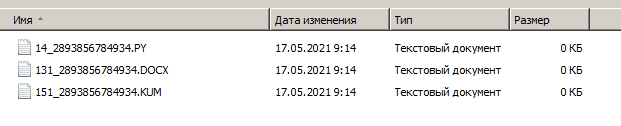 Имя Дата изменения Тип Размер
14_2893856784934.PY 17.05.2021 9:14 Текстовый документ 0 КБ
131_2893856784934.DOCX 17.05.2021 9:14 Текстовый документ 0 КБ
151_2893856784934.KUM 17.05.2021 9:14 Текстовый документ 0 КБ